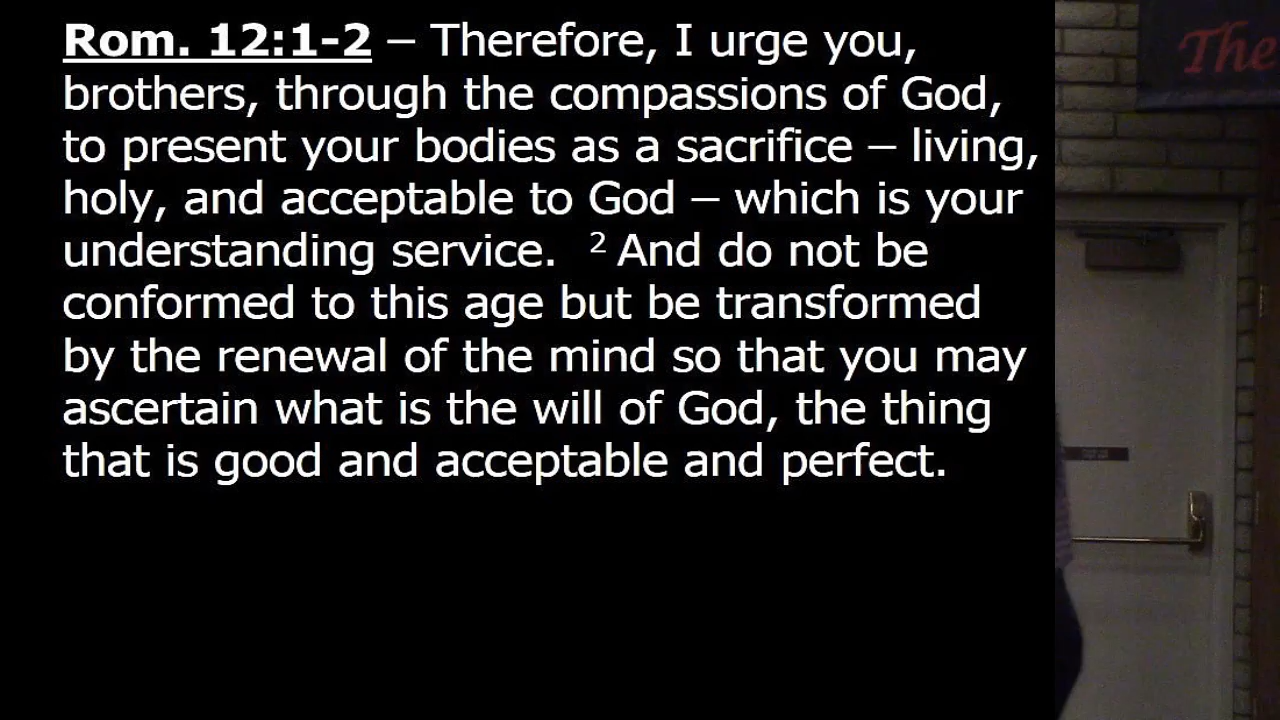 Rom. 12:1-2 – Therefore, I urge you,
brothers, through the compassions of God,
to present your bodies as a sacrifice – living,
holy, and acceptable to God – which is your
understanding service. ² And do not be
conformed to this age but be transformed
by the renewal of the mind so that you may
ascertain what is the will of God, the thing
that is good and acceptable and perfect.
The